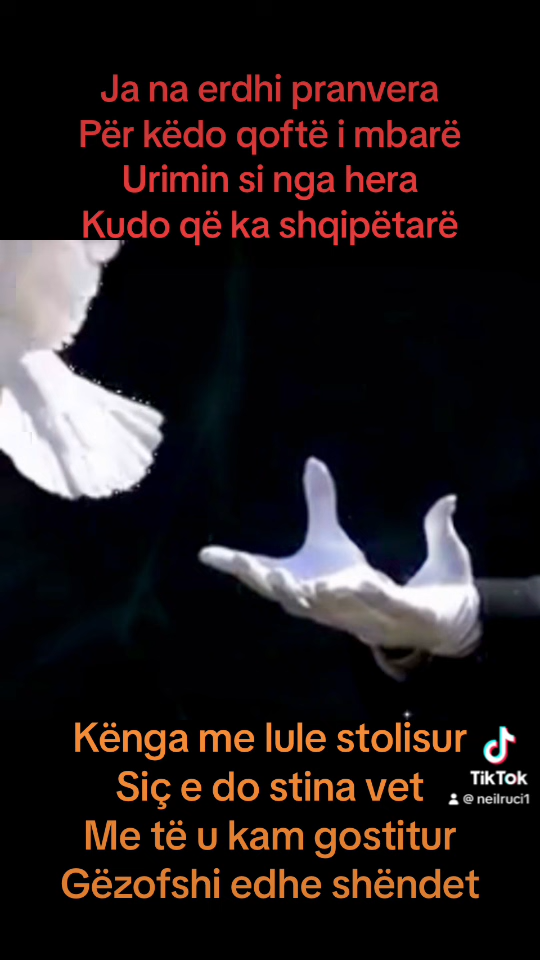 Ja na erdhi pranvera
Për këdo qoftë i mbarë
Urimin si nga hera
Kudo që ka shqipëtarë
Kënga me lule stolisur
Siç e do stina vet
Me të u kam gostitur
Gëzofshi edhe shëndet
TikTok
@ neilruci1